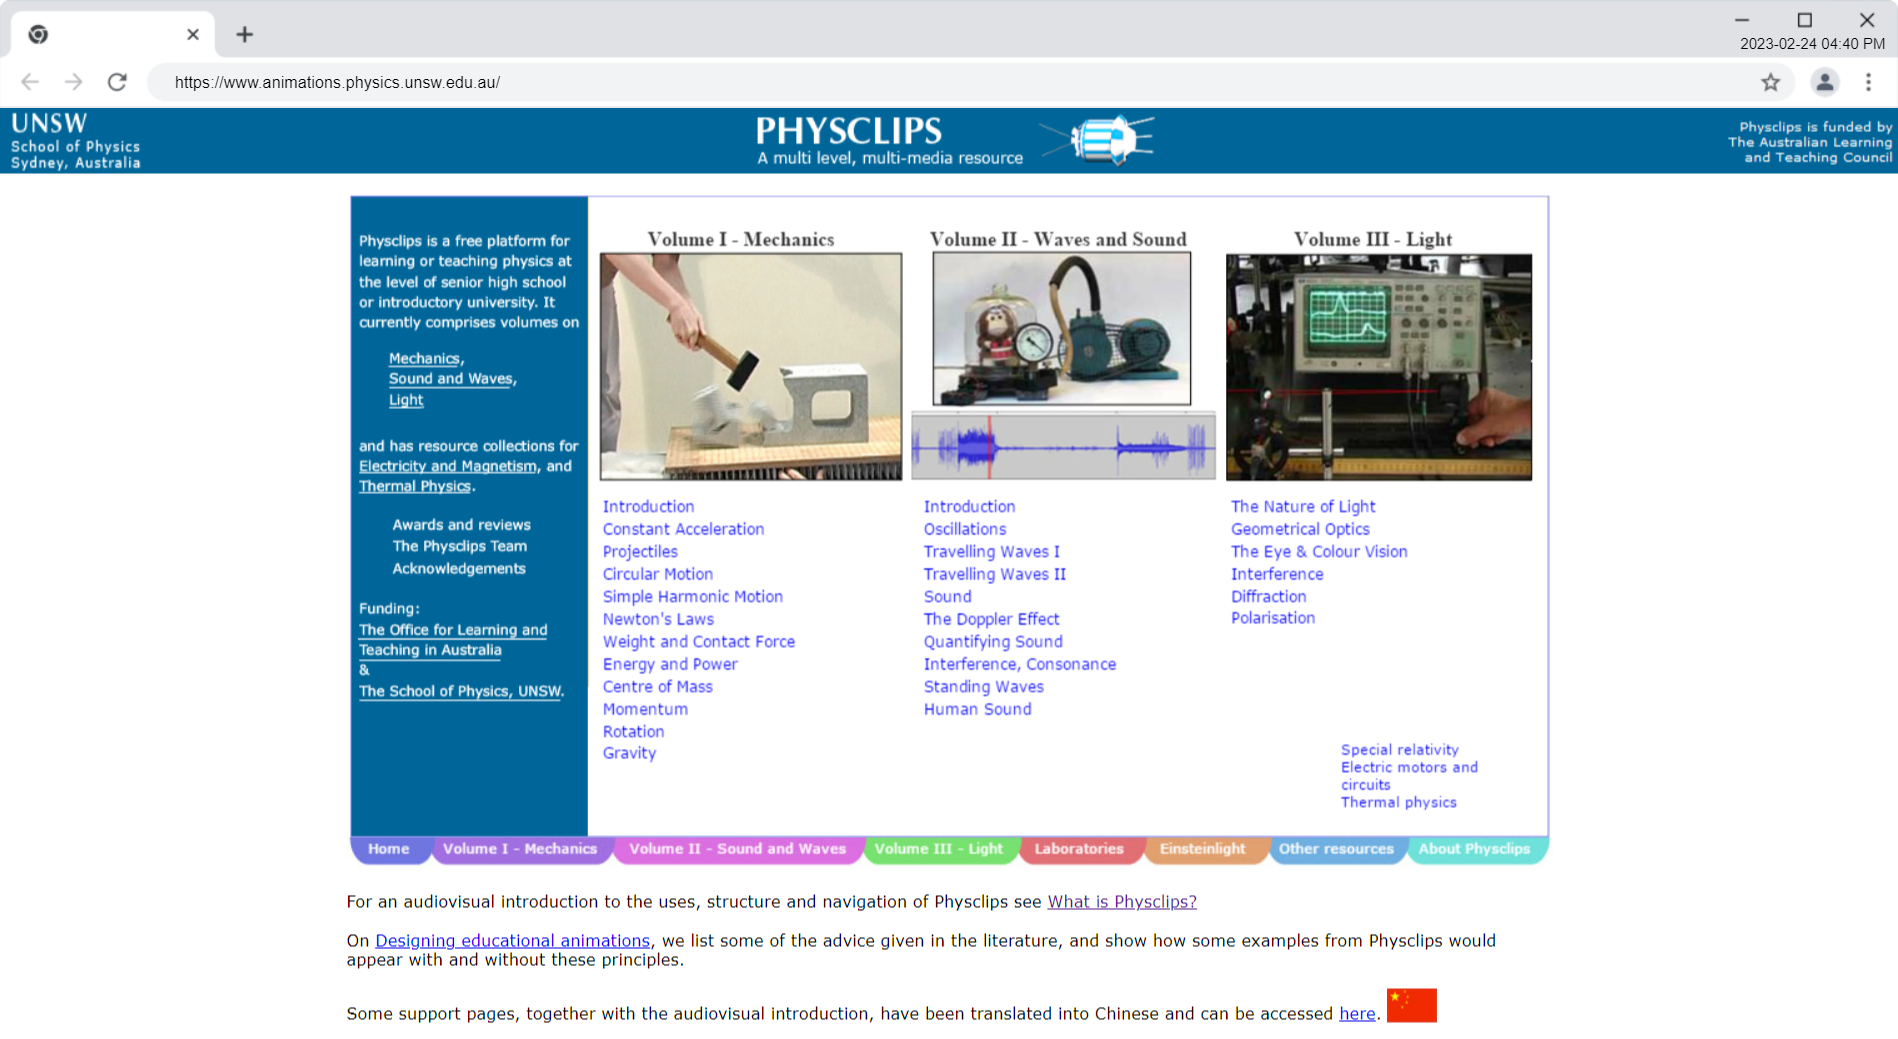 2023-02-24 04:40 PM
https://www.animations.physics.unsw.edu.au/
UNSW
School of Physics
Sydney, Australia
PHYSCLIPS
A multi level, multi-media resource
Physclips is funded by
The Australian Learning
and Teaching Council
Physclips is a free platform for
learning or teaching physics at
the level of senior high school
or introductory university. It
currently comprises volumes on
Mechanics,
Sound and Waves,
Light
and has resource collections for
Electricity and Magnetism, and
Thermal Physics.
Awards and reviews
The Physclips Team
Acknowledgements
Funding:
The Office for Learning and
Teaching in Australia
&
The School of Physics, UNSW.
Volume I - Mechanics
Introduction
Constant Acceleration
Projectiles
Circular Motion
Simple Harmonic Motion
Newton's Laws
Weight and Contact Force
Energy and Power
Centre of Mass
Momentum
Rotation
Gravity
Volume II - Waves and Sound
Introduction
Oscillations
Travelling Waves I
Travelling Waves II
Sound
The Doppler Effect
Quantifying Sound
Interference, Consonance
Standing Waves
Human Sound
Volume III - Light
The Nature of Light
Geometrical Optics
The Eye & Colour Vision
Interference
Diffraction
Polarisation
Special relativity
Electric motors and
circuits
Thermal physics
Home
Volume I - Mechanics
Volume II - Sound and Waves
Volume III - Light
Laboratories
Einsteinlight
Other resources
About Physclips
For an audiovisual introduction to the uses, structure and navigation of Physclips see What is Physclips?
On Designing educational animations, we list some of the advice given in the literature, and show how some examples from Physclips would
appear with and without these principles.
Some support pages, together with the audiovisual introduction, have been translated into Chinese and can be accessed here.